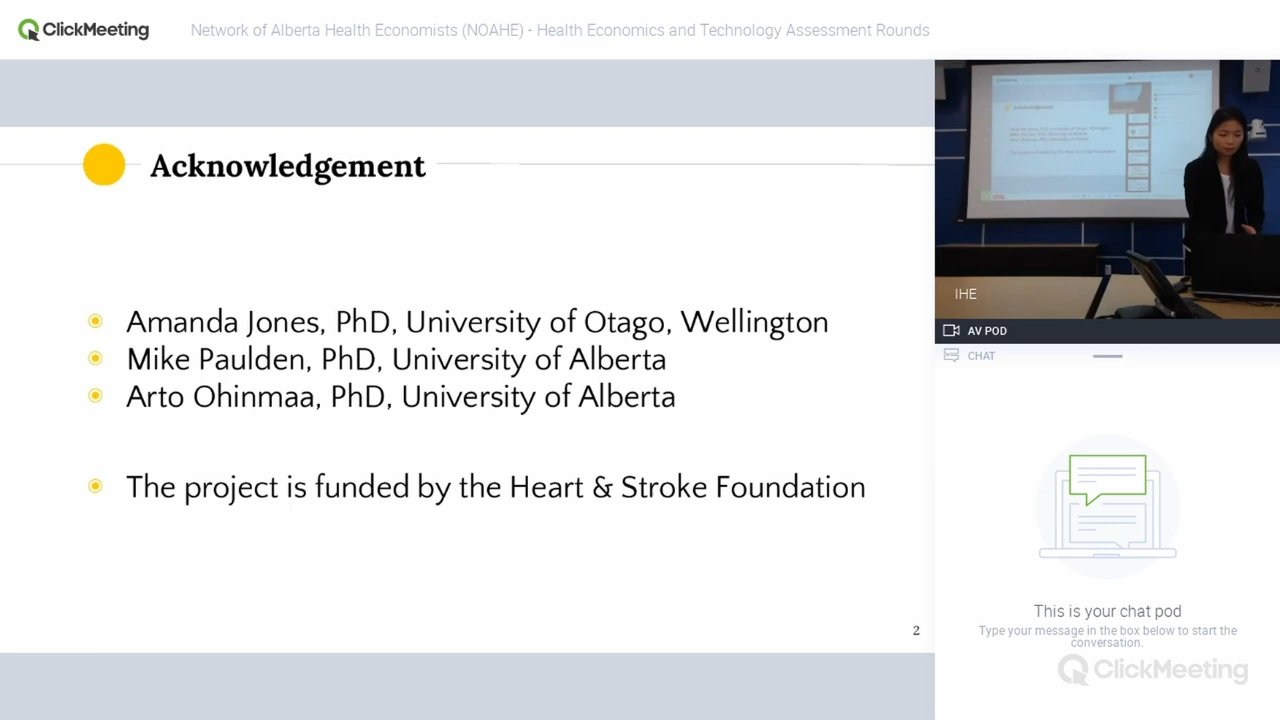 ClickMeeting
Network of Alberta Health Economists (NOAHE) - Health Economics and Technology Assessment Rounds
Acknowledgement
Amanda Jones, PhD, University of Otago, Wellington
Mike Paulden, PhD, University of Alberta
Arto Ohinmaa, PhD, University of Alberta
The project is funded by the Heart & Stroke Foundation
2
Acknowledgement
IHE
AV POD
CHAT
This is your chat pod
Type your message in the box below to start the
conversation.
ClickMeeting